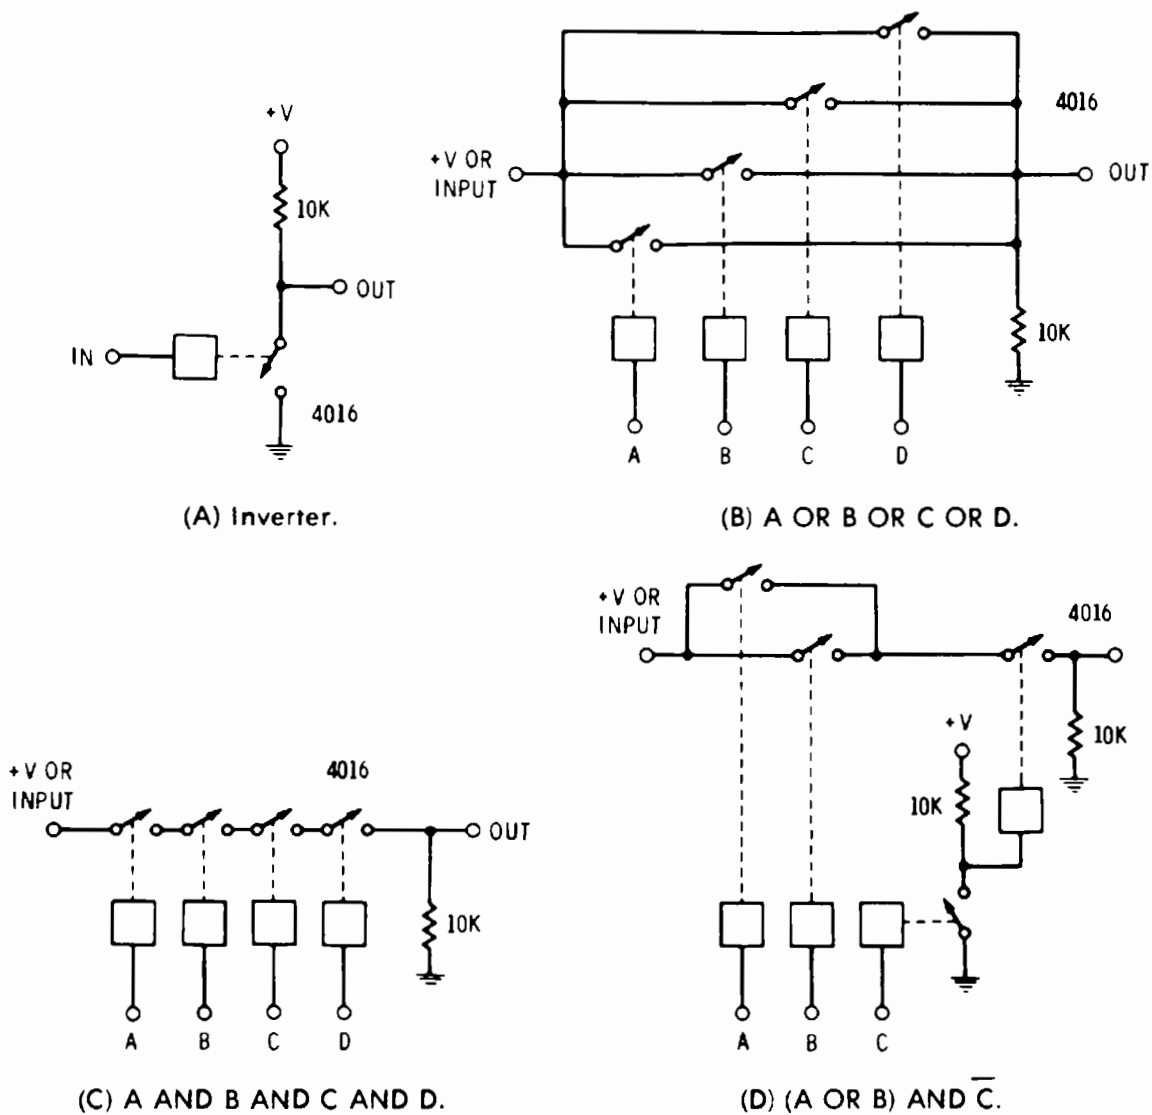 +V
10K
OUT
IN
4016
(A) Inverter.
4016
+V OR
INPUT
OUT
10K
A B C D
(B) A OR B OR C OR D.
+V OR
INPUT
4016
OUT
10K
A B C D
(C) A AND B AND C AND D.
+V OR
INPUT
4016
10K
+V
10K
A B C
(D) (A OR B) AND C̅.